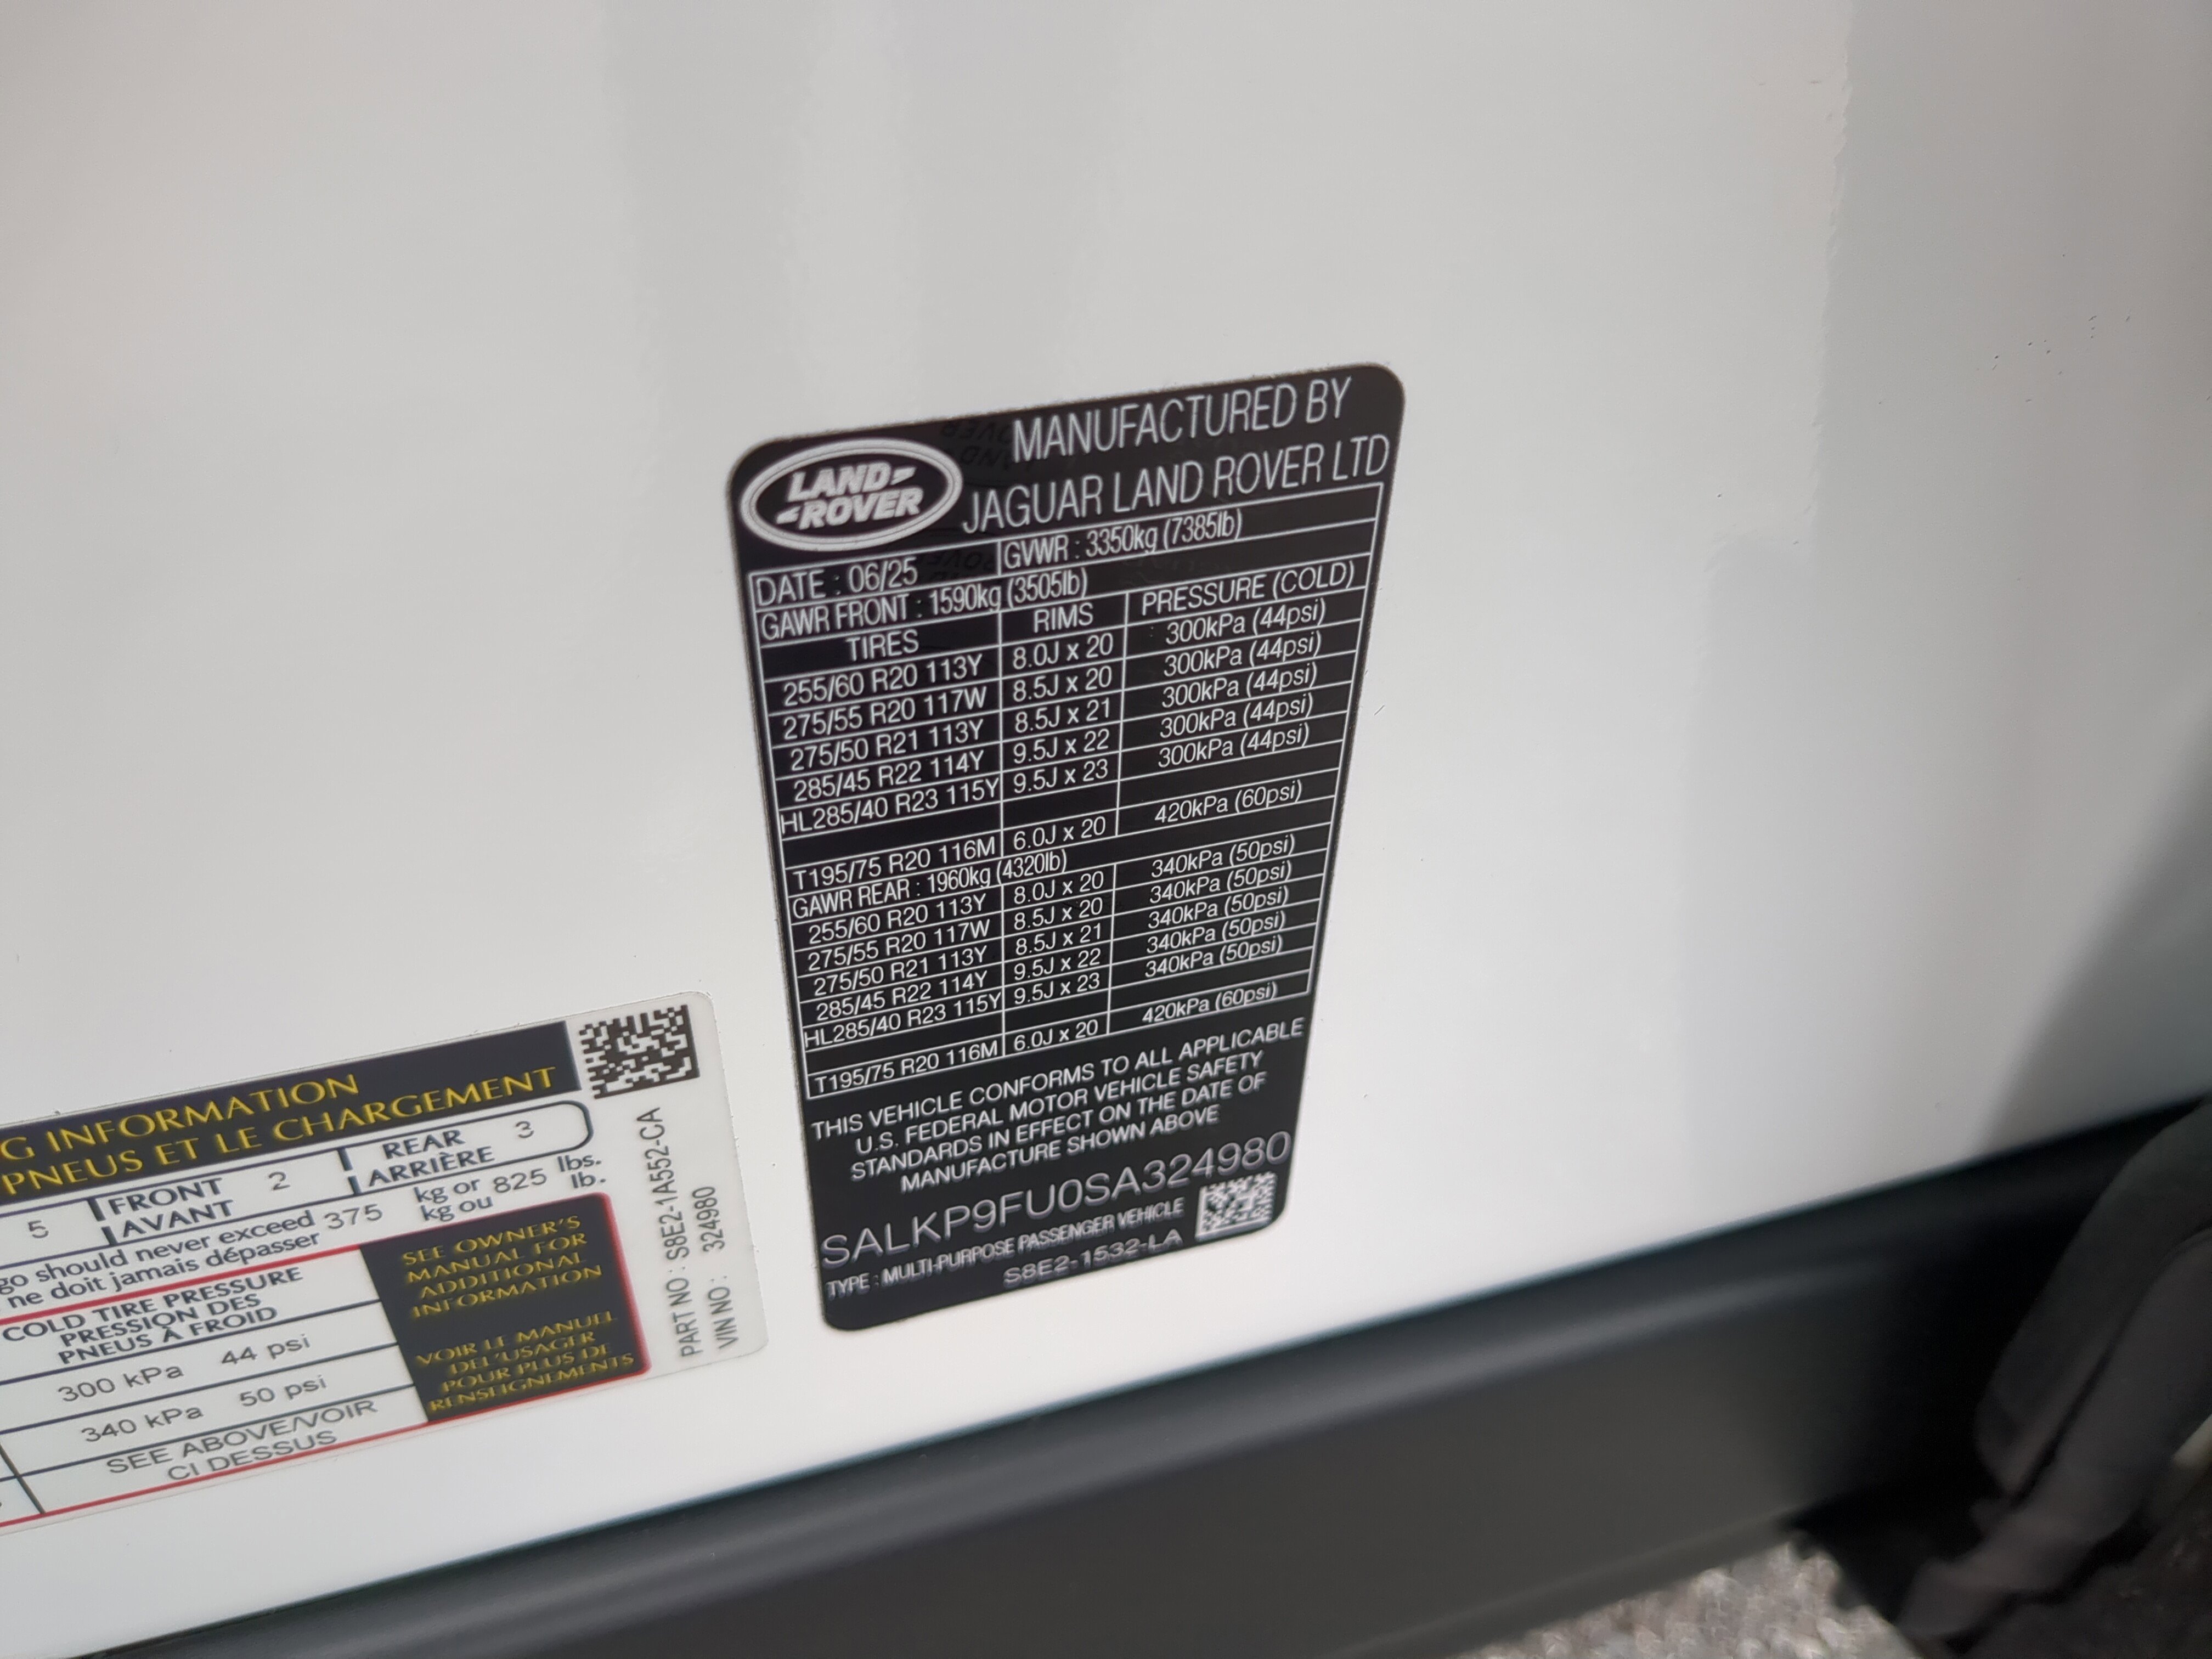 LAND-
-ROVER
MANUFACTURED BY
JAGUAR LAND ROVER LTD
DATE : 06/25 GVWR : 3350kg (7385lb)
GAWR FRONT : 1590kg (3505lb)
TIRES RIMS PRESSURE (COLD)
255/60 R20 113Y 8.0J x 20 300kPa (44psi)
275/55 R20 117W 8.5J x 20 300kPa (44psi)
275/50 R21 113Y 8.5J x 21 300kPa (44psi)
285/45 R22 114Y 9.5J x 22 300kPa (44psi)
HL285/40 R23 115Y 9.5J x 23 300kPa (44psi)
T195/75 R20 116M 6.0J x 20 420kPa (60psi)
GAWR REAR : 1960kg (4320lb)
255/60 R20 113Y 8.0J x 20 340kPa (50psi)
275/55 R20 117W 8.5J x 20 340kPa (50psi)
275/50 R21 113Y 8.5J x 21 340kPa (50psi)
285/45 R22 114Y 9.5J x 22 340kPa (50psi)
HL285/40 R23 115Y 9.5J x 23 340kPa (50psi)
T195/75 R20 116M 6.0J x 20 420kPa (60psi)
THIS VEHICLE CONFORMS TO ALL APPLICABLE
U.S. FEDERAL MOTOR VEHICLE SAFETY
STANDARDS IN EFFECT ON THE DATE OF
MANUFACTURE SHOWN ABOVE
SALKP9FU0SA324980
TYPE : MULTI-PURPOSE PASSENGER VEHICLE
S8E2-1532-LA
G INFORMATION
PNEUS ET LE CHARGEMENT
5 FRONT 2 REAR 3
AVANT ARRIÈRE
go should never exceed 375 kg or 825 lbs.
ne doit jamais dépasser kg ou lb.
COLD TIRE PRESSURE
PRESSION DES
PNEUS À FROID
300 kPa 44 psi
340 kPa 50 psi
SEE ABOVE/VOIR
CI DESSUS
SEE OWNER'S
MANUAL FOR
ADDITIONAL
INFORMATION
VOIR LE MANUEL
DE L'USAGER
POUR PLUS DE
RENSEIGNEMENTS
PART NO : S8E2-1A552-CA
VIN NO : 324980